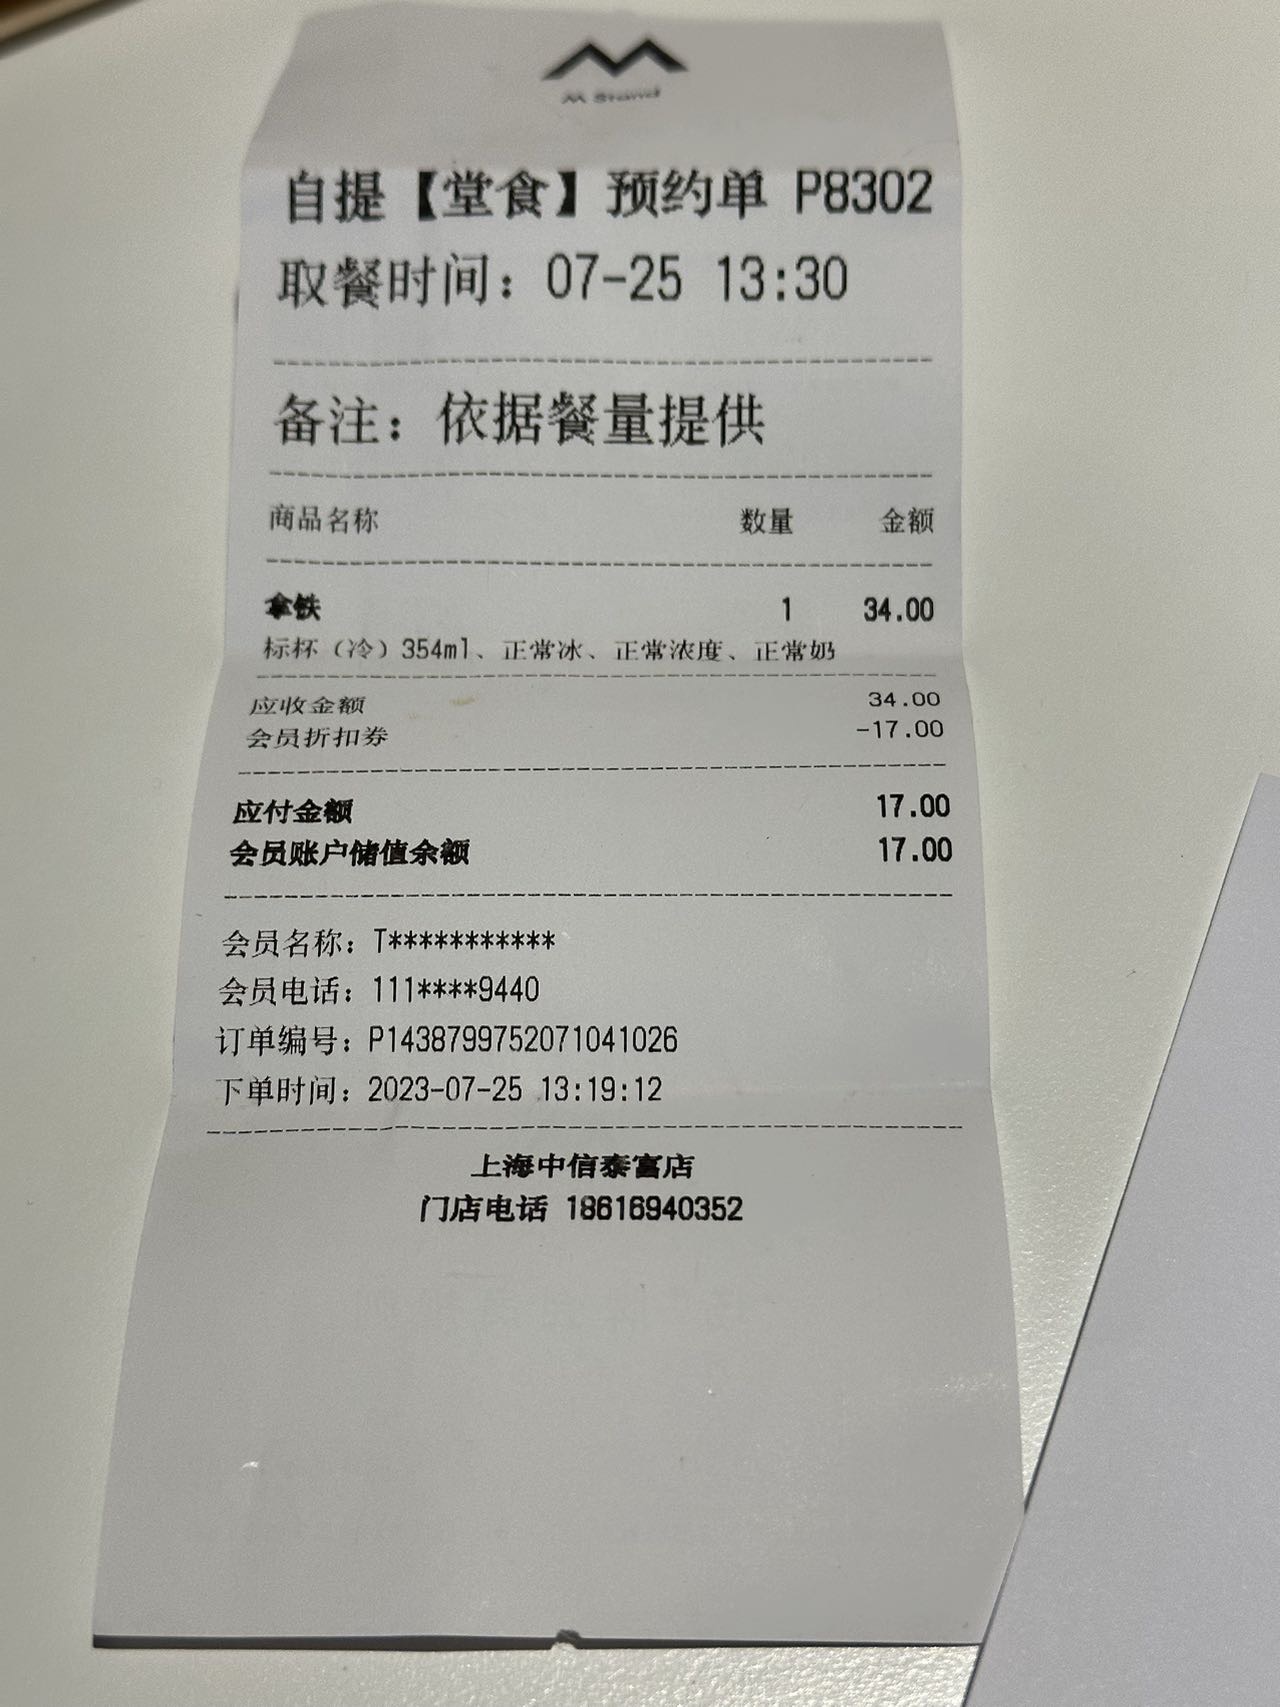 M Stand
自提【堂食】预约单 P8302
取餐时间：07-25 13:30
备注：依据餐量提供
商品名称 数量 金额
拿铁 1 34.00
标杯（冷）354ml、正常冰、正常浓度、正常奶
应收金额 34.00
会员折扣券 -17.00
应付金额 17.00
会员账户储值余额 17.00
会员名称：T***********
会员电话：111****9440
订单编号：P1438799752071041026
下单时间：2023-07-25 13:19:12
上海中信泰富店
门店电话 18616940352